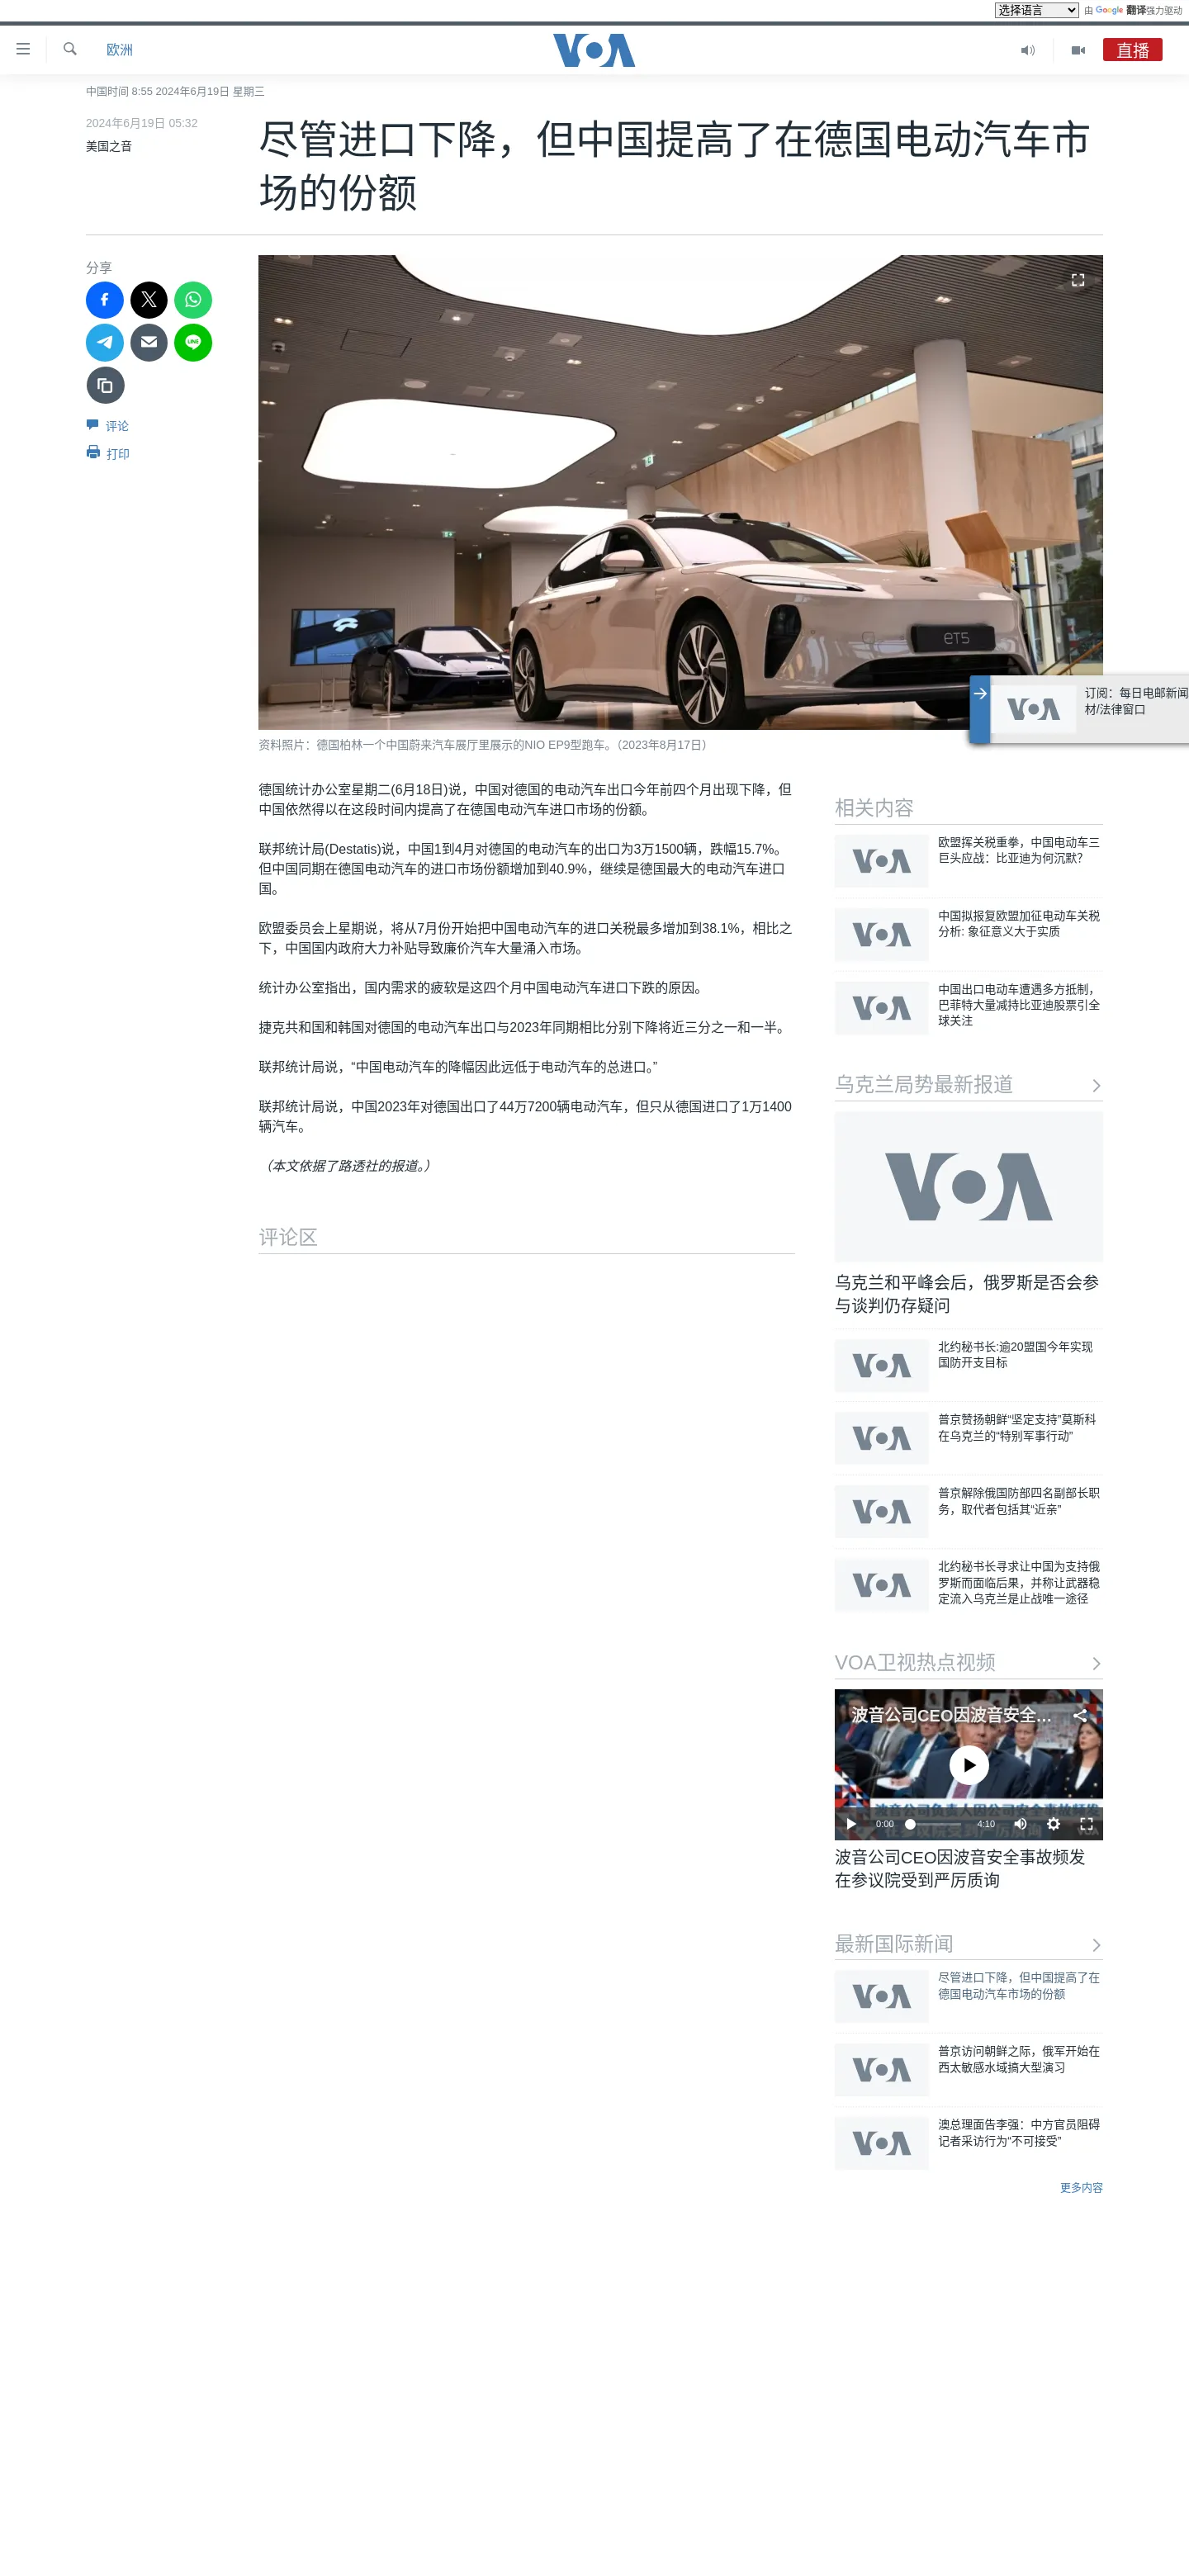 选择语言 由 Google 翻译强力驱动
欧洲
VOA
直播
中国时间 8:55 2024年6月19日 星期三
2024年6月19日 05:32
美国之音
尽管进口下降，但中国提高了在德国电动汽车市
场的份额
分享
评论
打印
ET5
资料照片：德国柏林一个中国蔚来汽车展厅里展示的NIO EP9型跑车。（2023年8月17日）
订阅：每日电邮新闻
材/法律窗口
VOA
德国统计办公室星期二(6月18日)说，中国对德国的电动汽车出口今年前四个月出现下降，但
中国依然得以在这段时间内提高了在德国电动汽车进口市场的份额。
联邦统计局(Destatis)说，中国1到4月对德国的电动汽车的出口为3万1500辆，跌幅15.7%。
但中国同期在德国电动汽车的进口市场份额增加到40.9%，继续是德国最大的电动汽车进口
国。
欧盟委员会上星期说，将从7月份开始把中国电动汽车的进口关税最多增加到38.1%，相比之
下，中国国内政府大力补贴导致廉价汽车大量涌入市场。
统计办公室指出，国内需求的疲软是这四个月中国电动汽车进口下跌的原因。
捷克共和国和韩国对德国的电动汽车出口与2023年同期相比分别下降将近三分之一和一半。
联邦统计局说，“中国电动汽车的降幅因此远低于电动汽车的总进口。”
联邦统计局说，中国2023年对德国出口了44万7200辆电动汽车，但只从德国进口了1万1400
辆汽车。
（本文依据了路透社的报道。）
评论区
相关内容
VOA
欧盟挥关税重拳，中国电动车三
巨头应战：比亚迪为何沉默？
VOA
中国拟报复欧盟加征电动车关税
分析: 象征意义大于实质
VOA
中国出口电动车遭遇多方抵制，
巴菲特大量减持比亚迪股票引全
球关注
乌克兰局势最新报道
VOA
乌克兰和平峰会后，俄罗斯是否会参
与谈判仍存疑问
VOA
北约秘书长:逾20盟国今年实现
国防开支目标
VOA
普京赞扬朝鲜“坚定支持”莫斯科
在乌克兰的“特别军事行动”
VOA
普京解除俄国防部四名副部长职
务，取代者包括其“近亲”
VOA
北约秘书长寻求让中国为支持俄
罗斯而面临后果，并称让武器稳
定流入乌克兰是止战唯一途径
VOA卫视热点视频
波音公司CEO因波音安全...
波音公司负责人因公司安全事故频发
在参议院受到严厉质询
0:00 4:10
波音公司CEO因波音安全事故频发
在参议院受到严厉质询
最新国际新闻
VOA
尽管进口下降，但中国提高了在
德国电动汽车市场的份额
VOA
普京访问朝鲜之际，俄军开始在
西太敏感水域搞大型演习
VOA
澳总理面告李强：中方官员阻碍
记者采访行为“不可接受”
更多内容